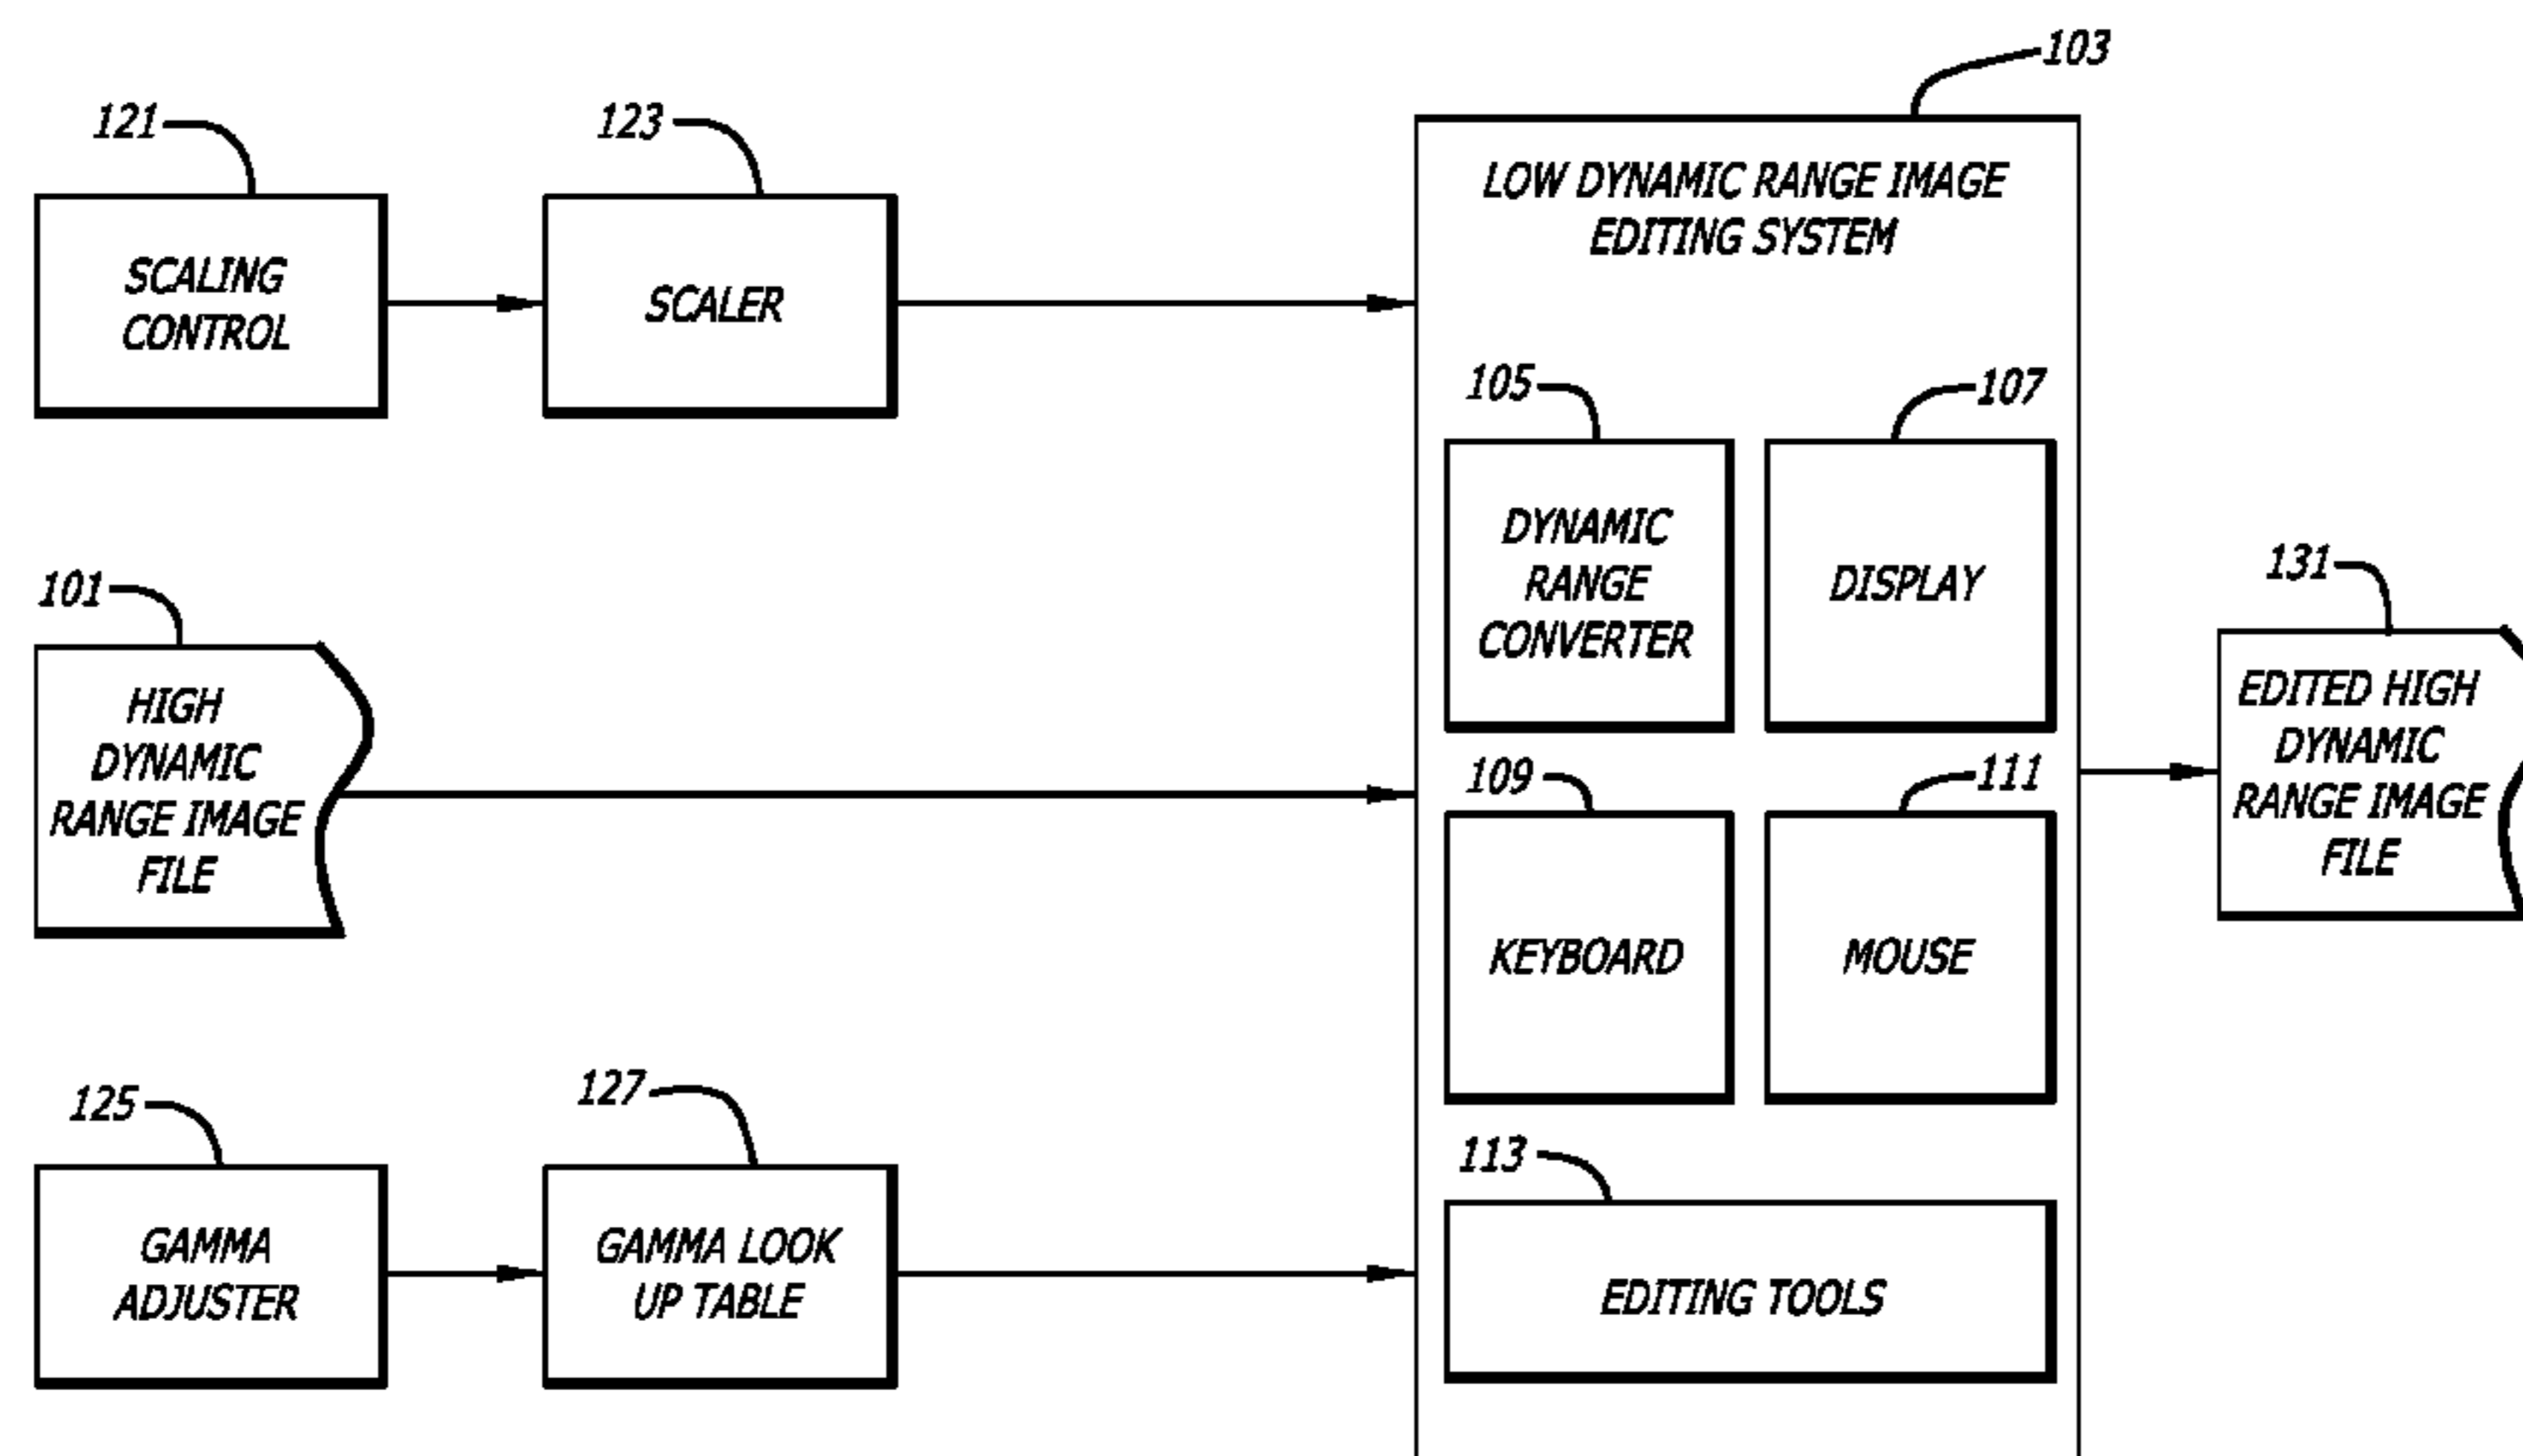 103
121
123
LOW DYNAMIC RANGE IMAGE
EDITING SYSTEM
SCALING
CONTROL
SCALER
105
107
101
DYNAMIC
RANGE
CONVERTER
DISPLAY
131
HIGH
DYNAMIC
RANGE IMAGE
FILE
EDITED HIGH
DYNAMIC
RANGE IMAGE
FILE
109
111
KEYBOARD
MOUSE
125
127
113
GAMMA
ADJUSTER
GAMMA LOOK
UP TABLE
EDITING TOOLS